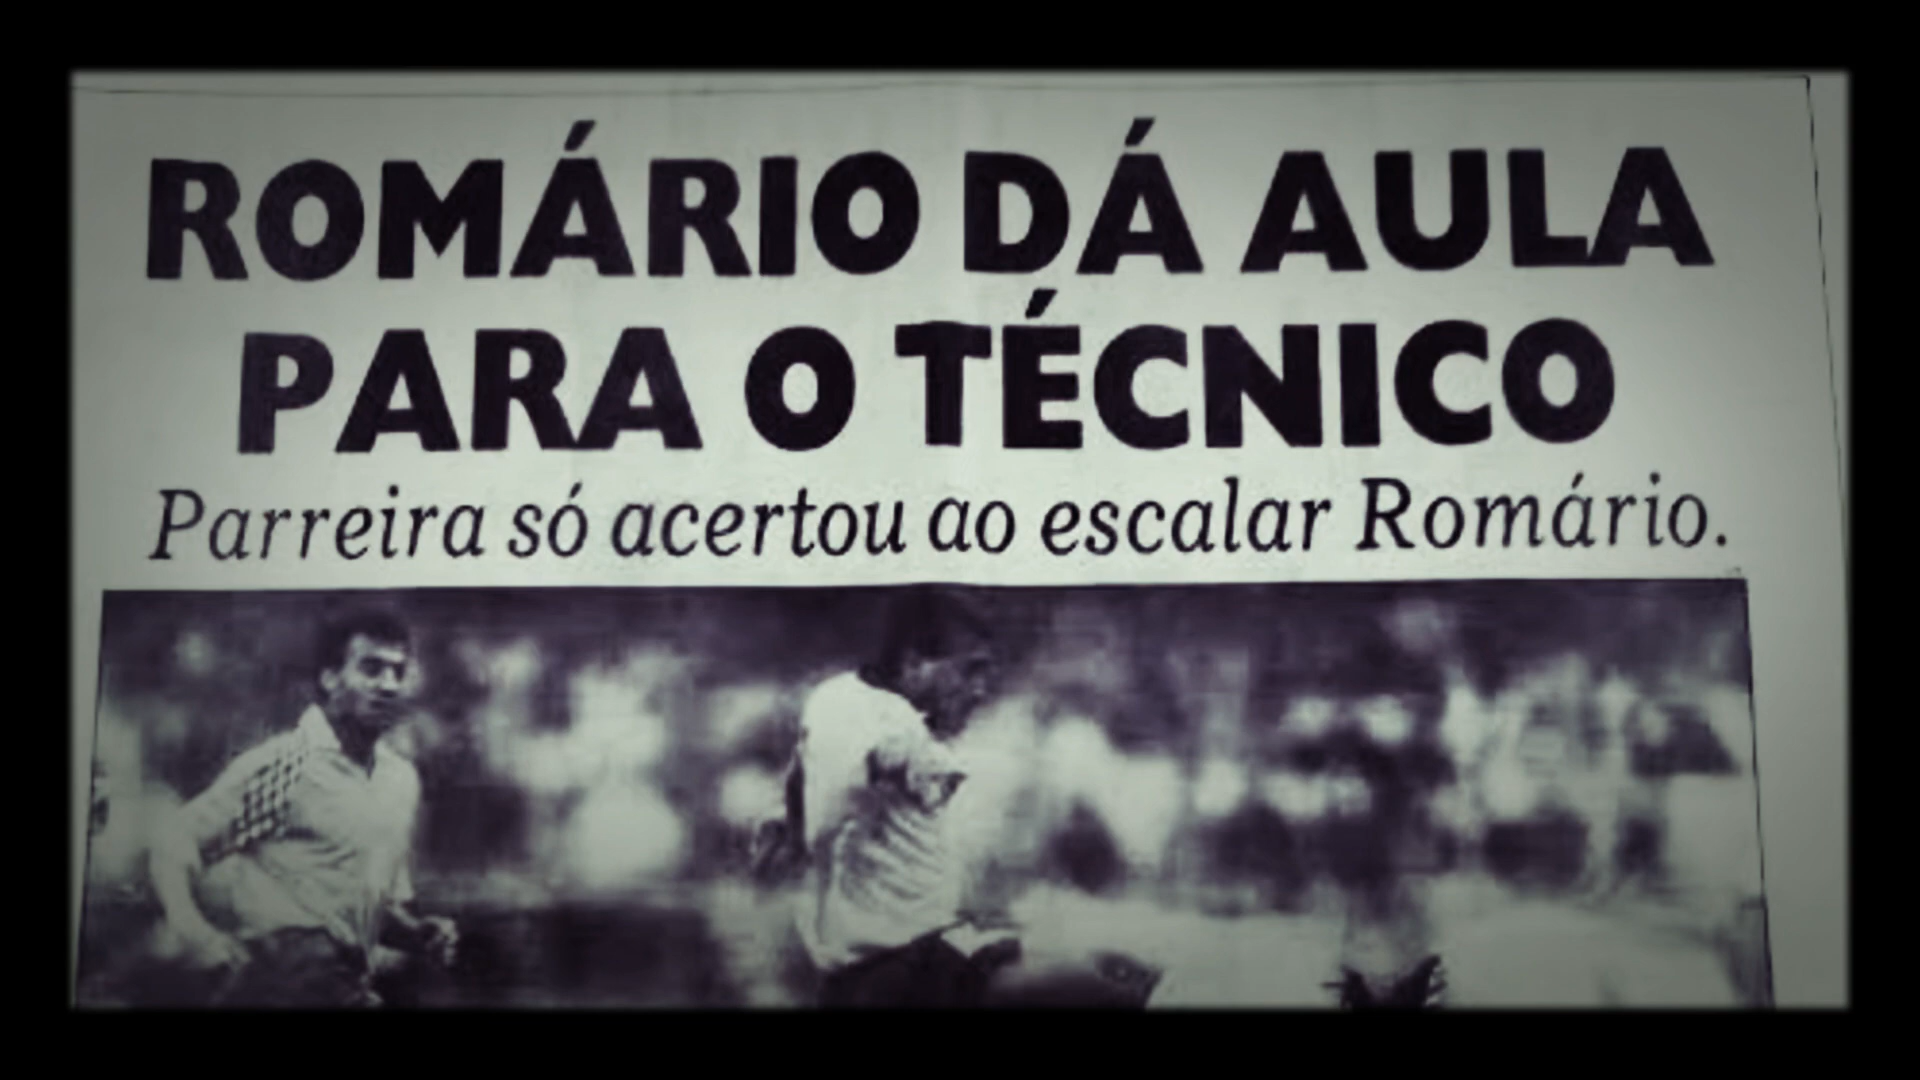 ROMÁRIO DÁ AULA
PARA O TÉCNICO
Parreira só acertou ao escalar Romário.